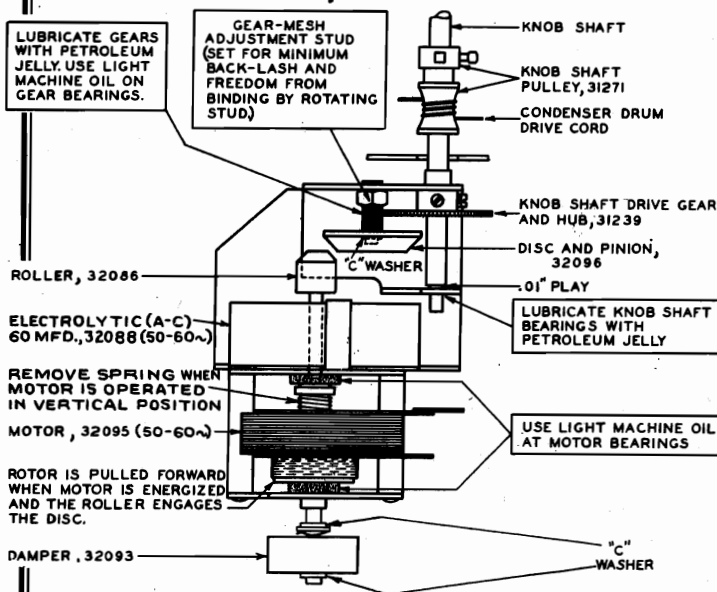 LUBRICATE GEARS
WITH PETROLEUM
JELLY. USE LIGHT
MACHINE OIL ON
GEAR BEARINGS.
GEAR-MESH
ADJUSTMENT STUD
(SET FOR MINIMUM
BACK-LASH AND
FREEDOM FROM
BINDING BY ROTATING
STUD.)
KNOB SHAFT
KNOB SHAFT
PULLEY, 31271
CONDENSER DRUM
DRIVE CORD
KNOB SHAFT DRIVE GEAR
AND HUB, 31239
DISC AND PINION,
32096
"C" WASHER
.01" PLAY
LUBRICATE KNOB SHAFT
BEARINGS WITH
PETROLEUM JELLY
ROLLER, 32086
ELECTROLYTIC (A-C)
60 MFD., 32088 (50-60~)
REMOVE SPRING WHEN
MOTOR IS OPERATED
IN VERTICAL POSITION
MOTOR, 32095 (50-60~)
USE LIGHT MACHINE OIL
AT MOTOR BEARINGS
ROTOR IS PULLED FORWARD
WHEN MOTOR IS ENERGIZED
AND THE ROLLER ENGAGES
THE DISC.
DAMPER, 32093
"C"
WASHER